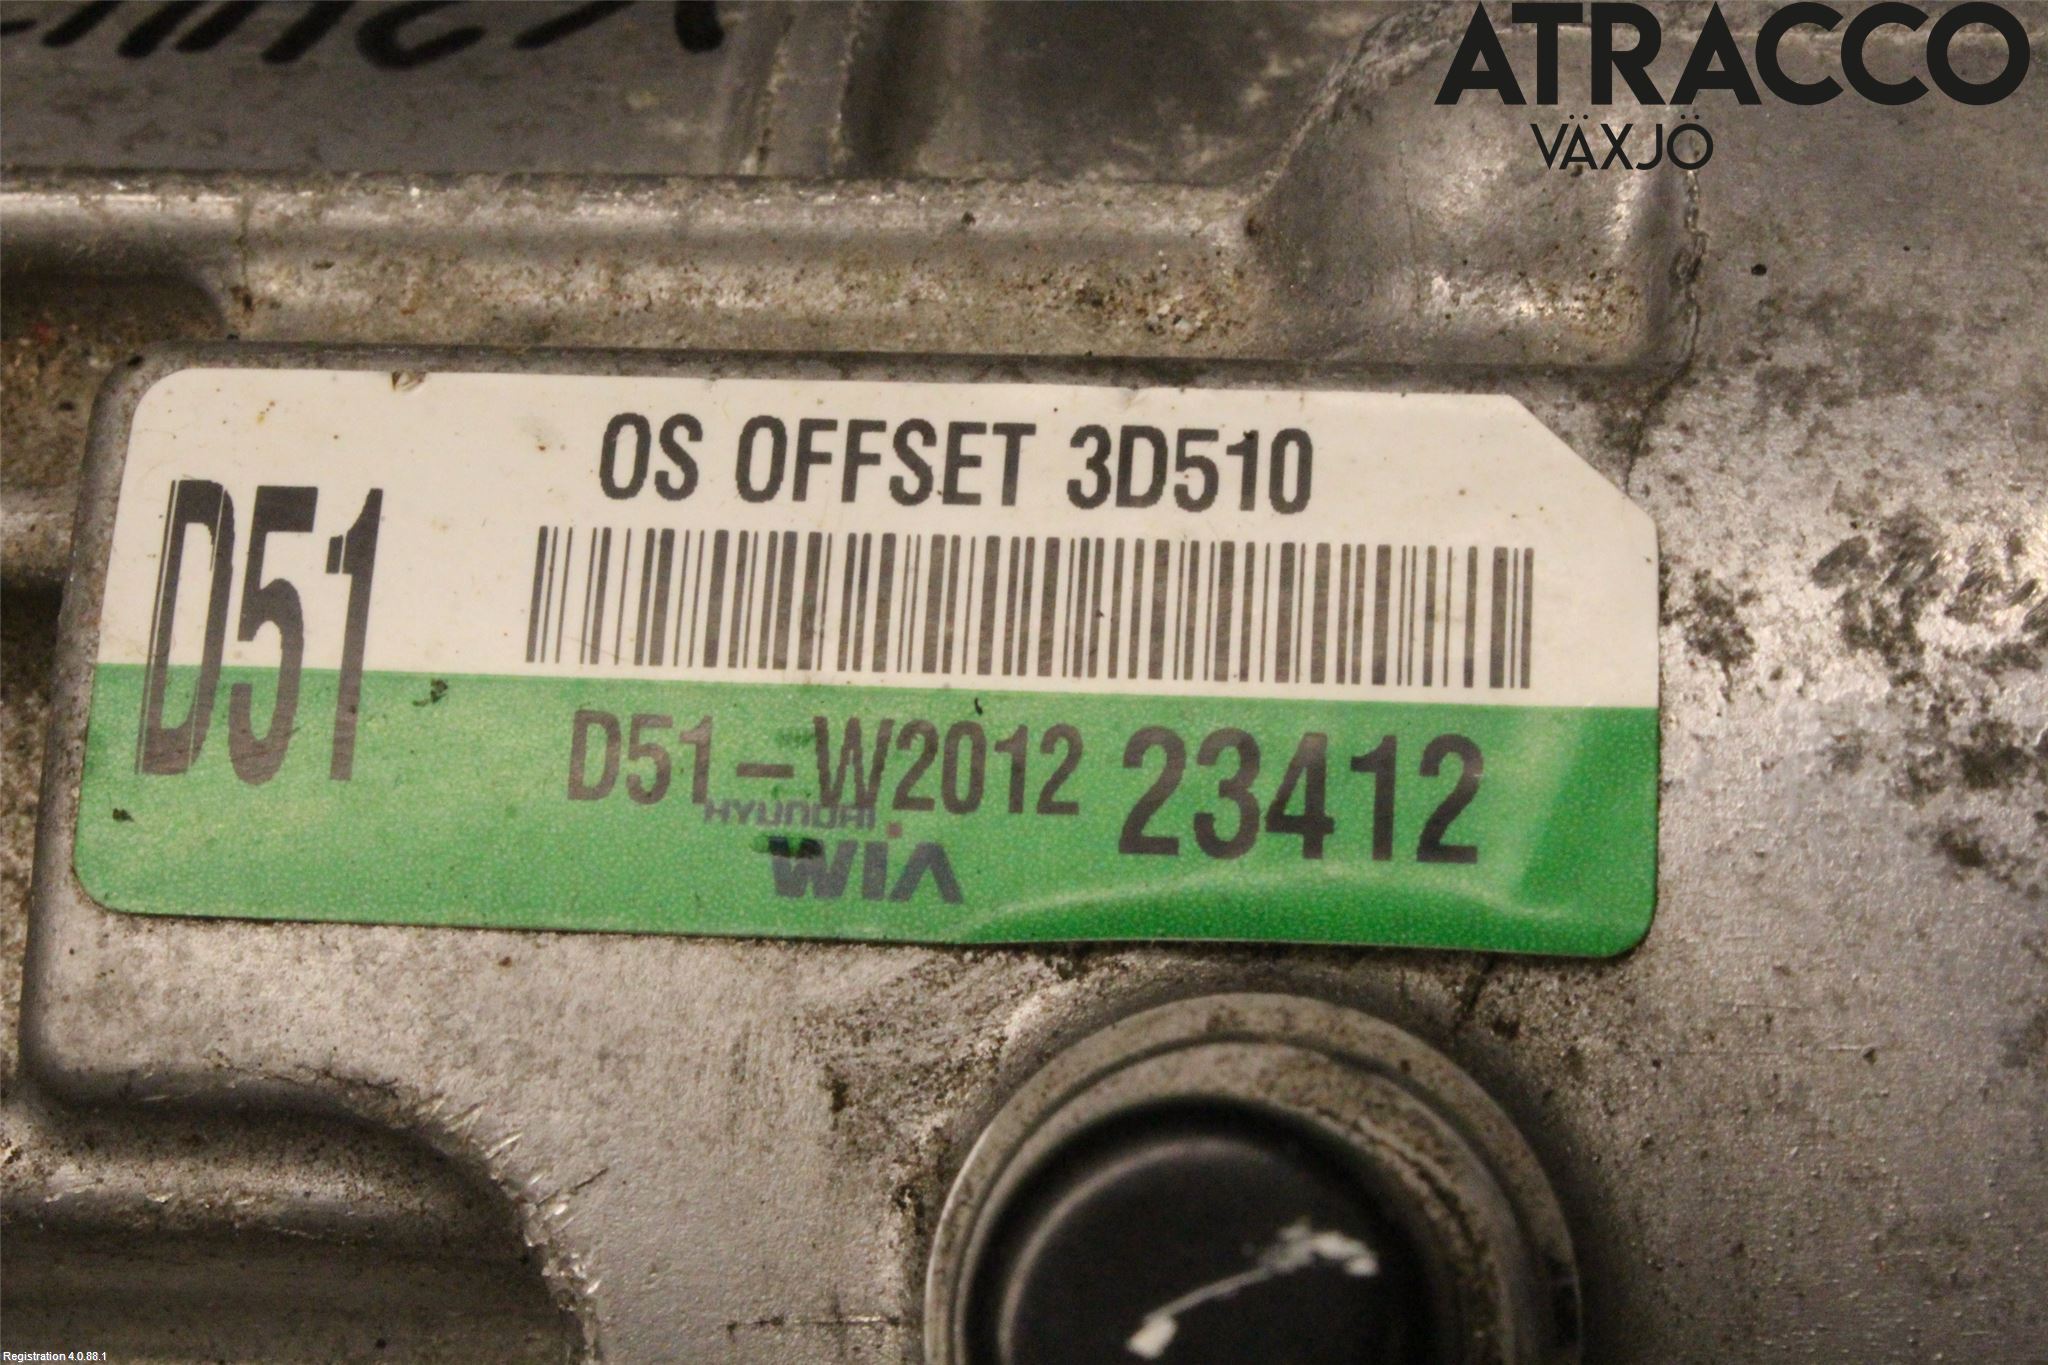 ATRACCO
VÄXJÖ
OS OFFSET 3D510
D51
D51-W2012 23412
HYUNDAI
WIA
Registration 4.0.88.1